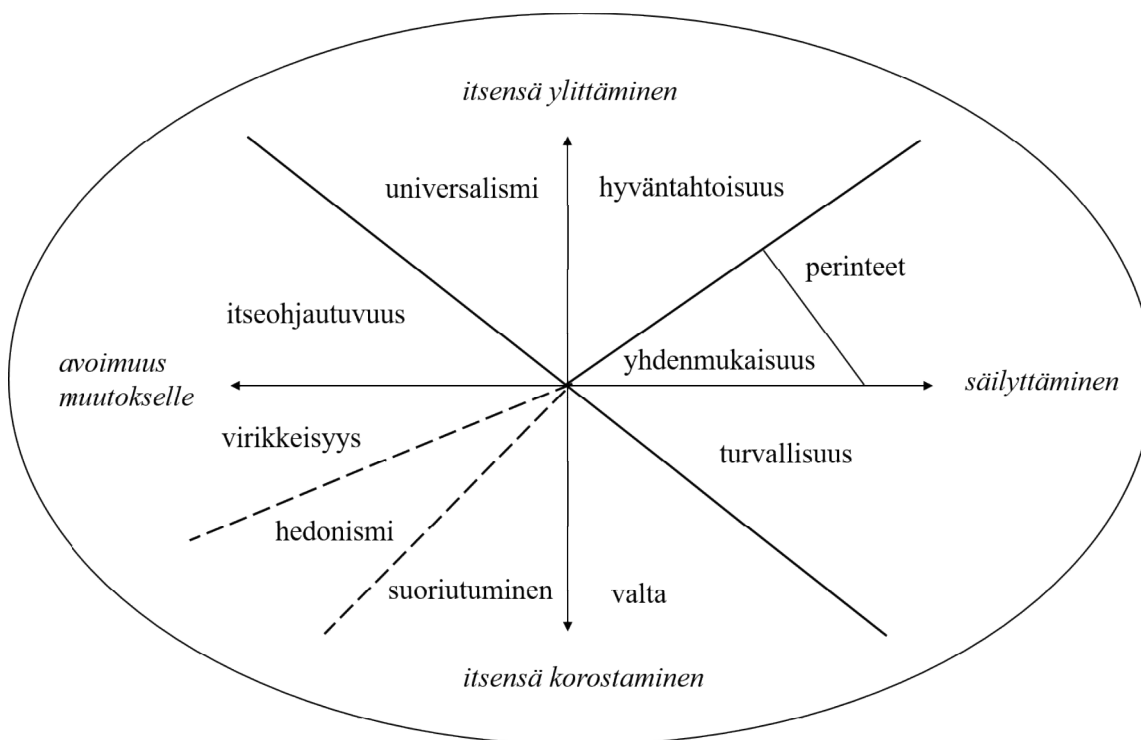 itsensä ylittäminen
universalismi
hyväntahtoisuus
perinteet
itseohjautuvuus
yhdenmukaisuus
avoimuus
muutokselle
säilyttäminen
virikkeisyys
turvallisuus
hedonismi
suoriutuminen
valta
itsensä korostaminen